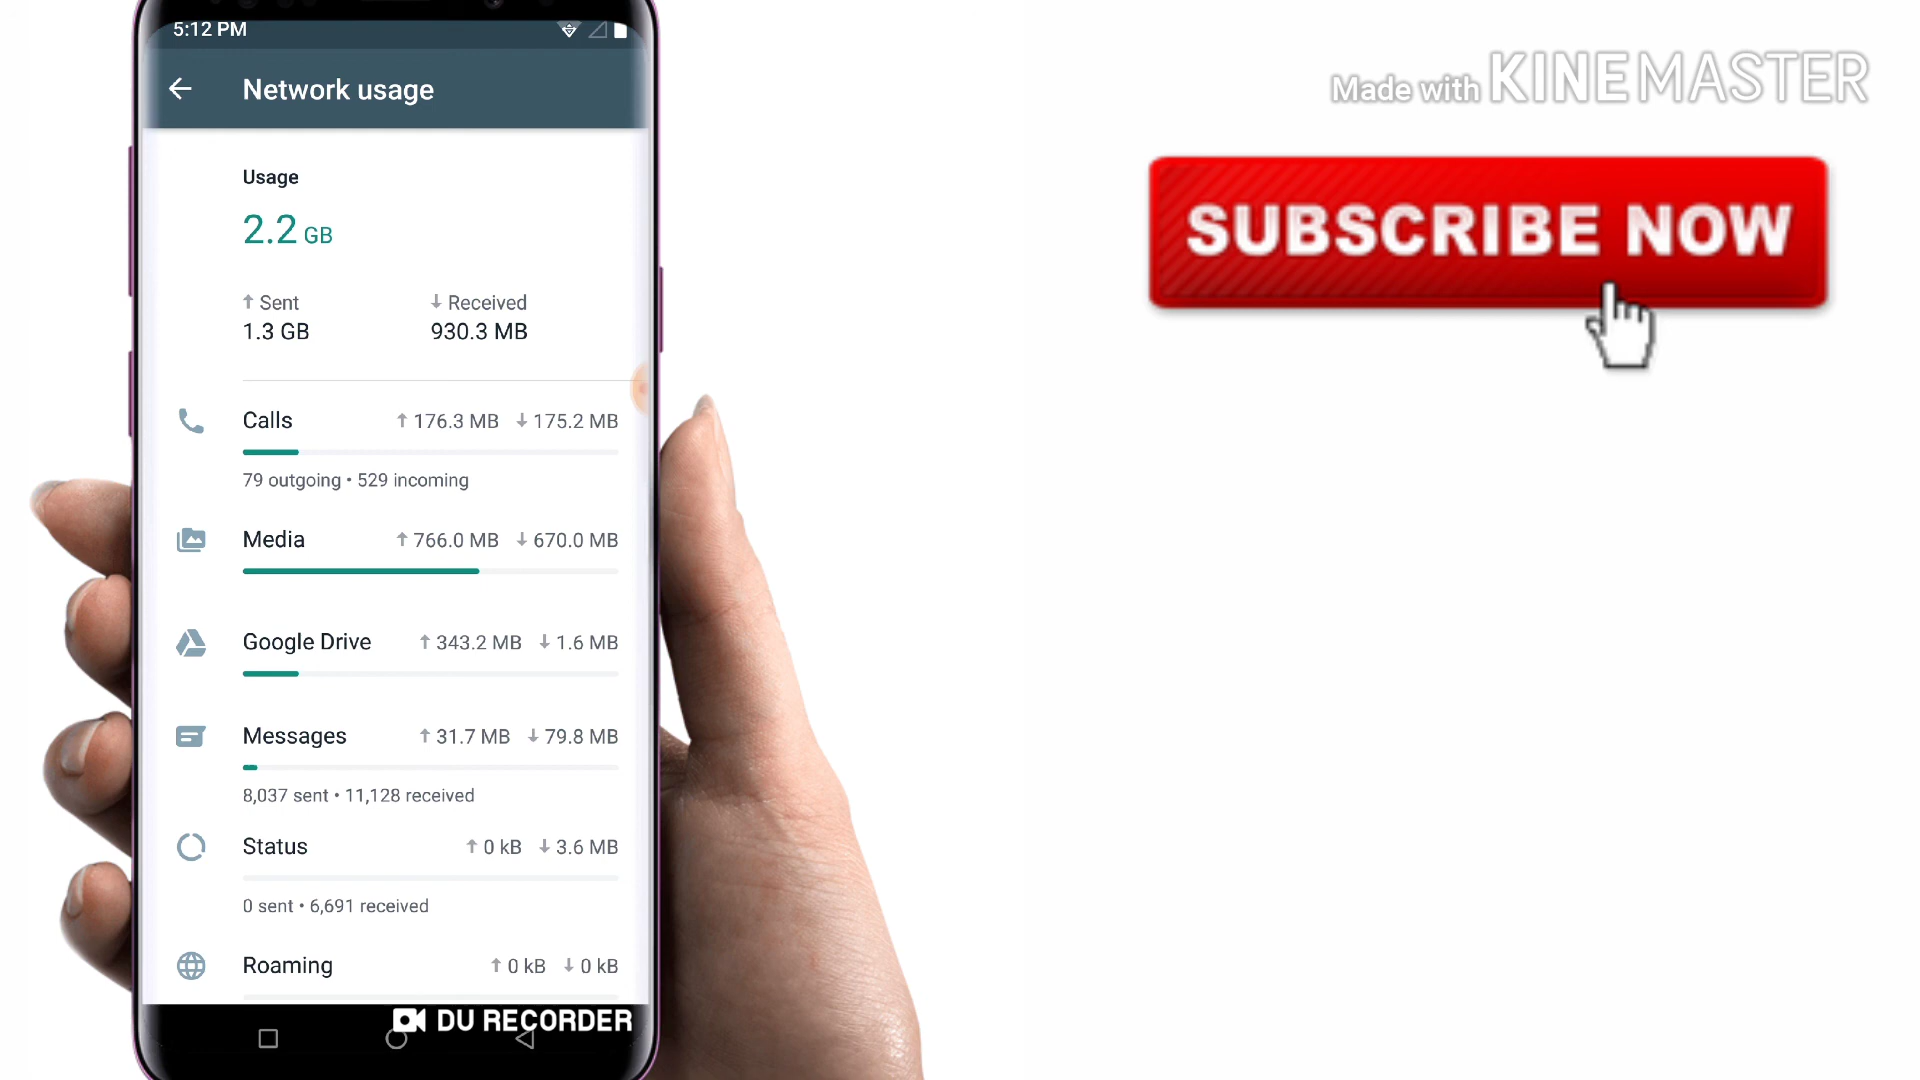 5:12 PM
Network usage
Usage
2.2 GB
↑ Sent ↓ Received
1.3 GB 930.3 MB
Calls ↑ 176.3 MB ↓ 175.2 MB
79 outgoing • 529 incoming
Media ↑ 766.0 MB ↓ 670.0 MB
Google Drive ↑ 343.2 MB ↓ 1.6 MB
Messages ↑ 31.7 MB ↓ 79.8 MB
8,037 sent • 11,128 received
Status ↑ 0 kB ↓ 3.6 MB
0 sent • 6,691 received
Roaming ↑ 0 kB ↓ 0 kB
DU RECORDER
Made with KINEMASTER
SUBSCRIBE NOW